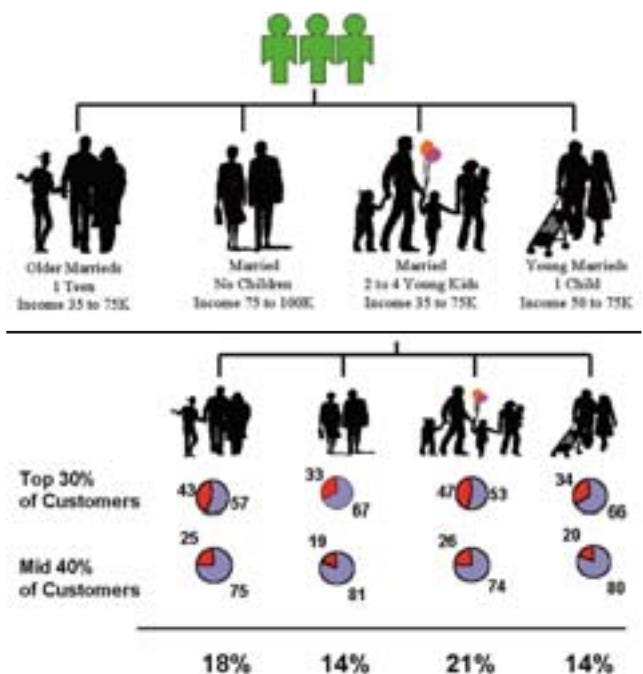 Older Marrieds
1 Teen
Income 35 to 75K
Married
No Children
Income 75 to 100K
Married
2 to 4 Young Kids
Income 35 to 75K
Young Marrieds
1 Child
Income 50 to 75K
Top 30%
of Customers
43
57
33
67
47
53
34
66
Mid 40%
of Customers
25
75
19
81
26
74
20
80
18%
14%
21%
14%